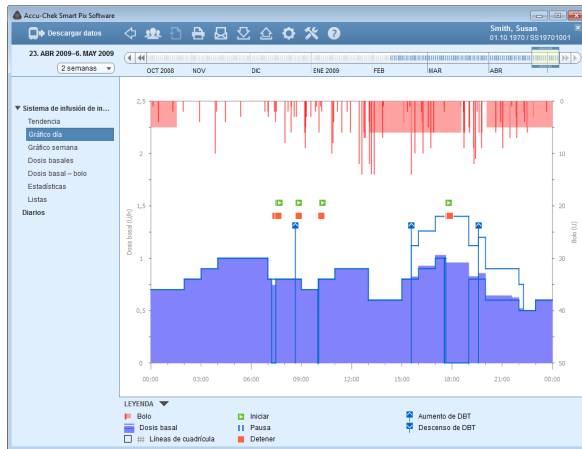 Accu-Chek Smart Pix Software
Descargar datos
Smith, Susan
01.10.1970 / SS19701001
23. ABR 2009–6. MAY 2009
2 semanas
OCT 2008 NOV DIC ENE 2009 FEB MAR ABR
Sistema de infusión de in...
Tendencia
Gráfico día
Gráfico semana
Dosis basales
Dosis basal – bolo
Estadísticas
Listas
Diarios
2,5 0
2 10
1,5 20
Dosis basal (U/h) Bolo (U)
1 30
0,5 40
0 50
00:00 03:00 06:00 09:00 12:00 15:00 18:00 21:00 00:00
LEYENDA
Bolo Iniciar Aumento de DBT
Dosis basal Pausa Descenso de DBT
Líneas de cuadrícula Detener